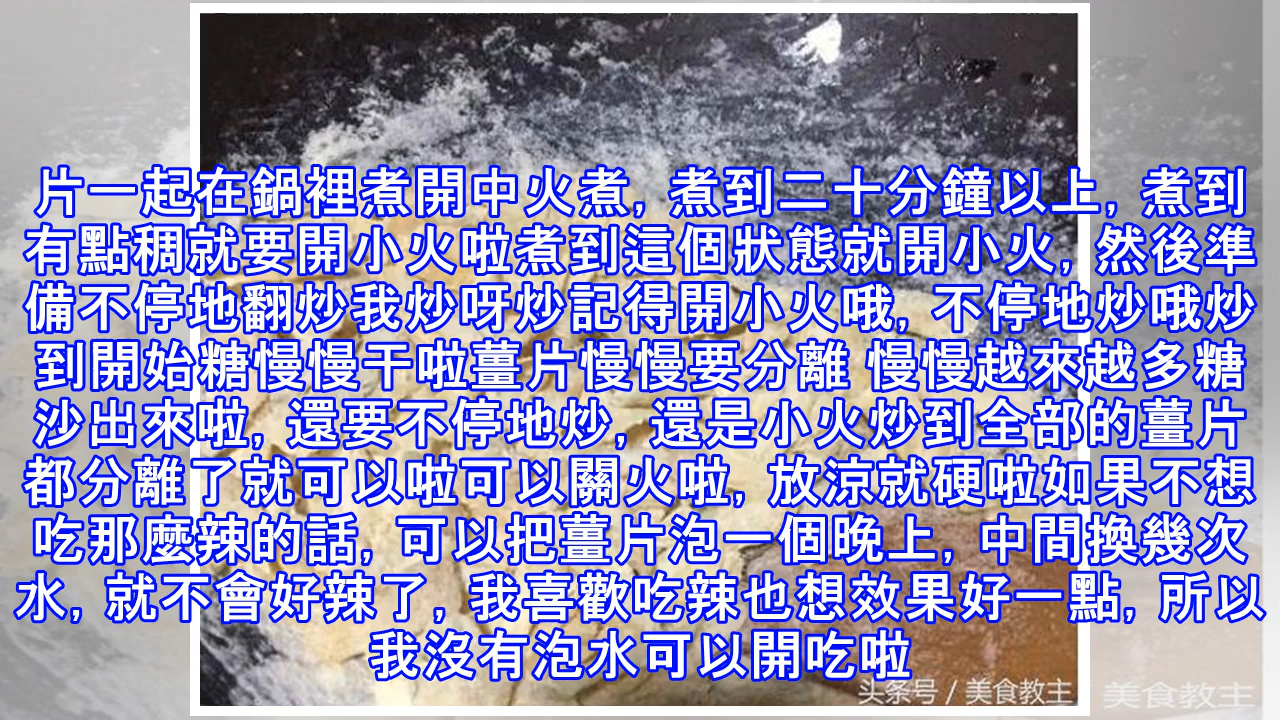 片一起在鍋裡煮開中火煮, 煮到二十分鐘以上, 煮到
有點稠就要開小火啦煮到這個狀態就開小火, 然後準
備不停地翻炒我炒呀炒記得開小火哦, 不停地炒哦炒
到開始糖慢慢干啦薑片慢慢要分離 慢慢越來越多糖
沙出來啦, 還要不停地炒, 還是小火炒到全部的薑片
都分離了就可以啦可以關火啦, 放涼就硬啦如果不想
吃那麼辣的話, 可以把薑片泡一個晚上, 中間換幾次
水, 就不會好辣了, 我喜歡吃辣也想效果好一點, 所以
我沒有泡水可以開吃啦
头条号 / 美食教主 美食教主